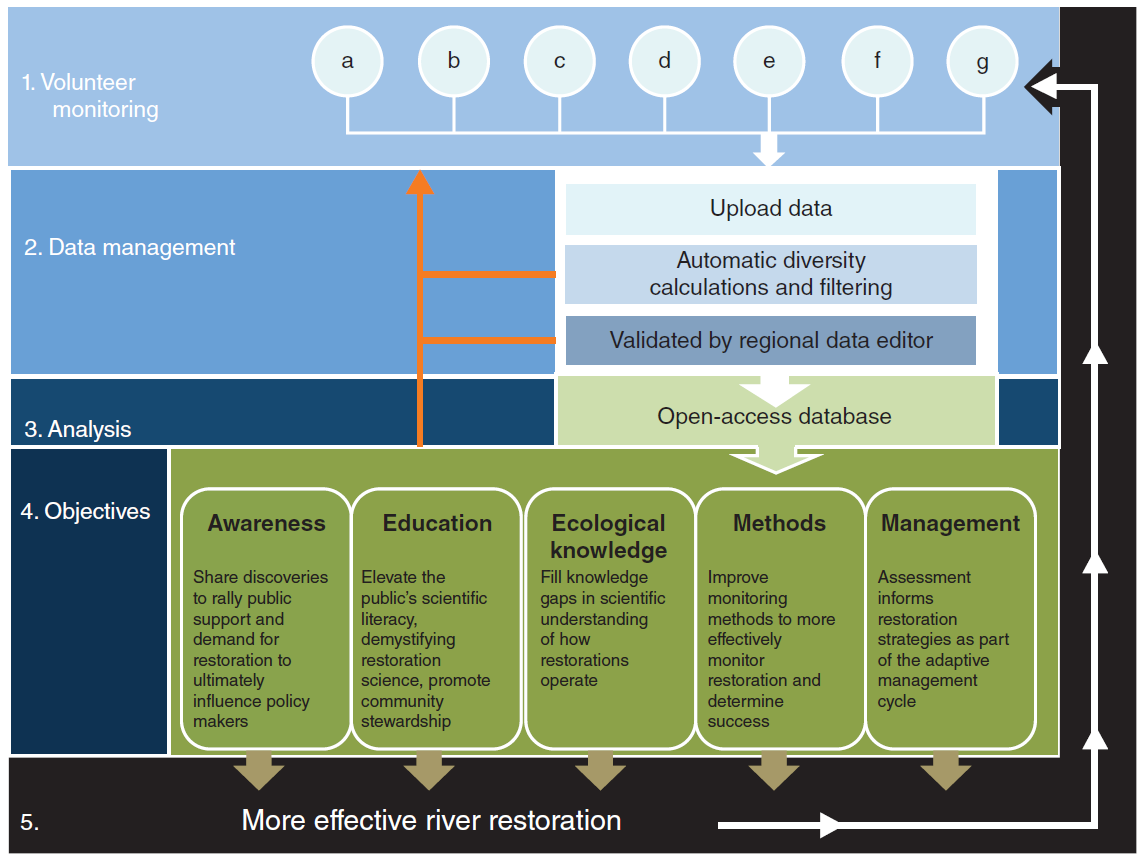 1. Volunteer
monitoring
a
b
c
d
e
f
g
2. Data management
Upload data
Automatic diversity
calculations and filtering
Validated by regional data editor
3. Analysis
Open-access database
4. Objectives
Awareness
Share discoveries
to rally public
support and
demand for
restoration to
ultimately
influence policy
makers
Education
Elevate the
public's scientific
literacy,
demystifying
restoration
science, promote
community
stewardship
Ecological
knowledge
Fill knowledge
gaps in scientific
understanding
of how
restorations
operate
Methods
Improve
monitoring
methods to more
effectively
monitor
restoration and
determine
success
Management
Assessment
informs
restoration
strategies as part
of the adaptive
management
cycle
5.
More effective river restoration